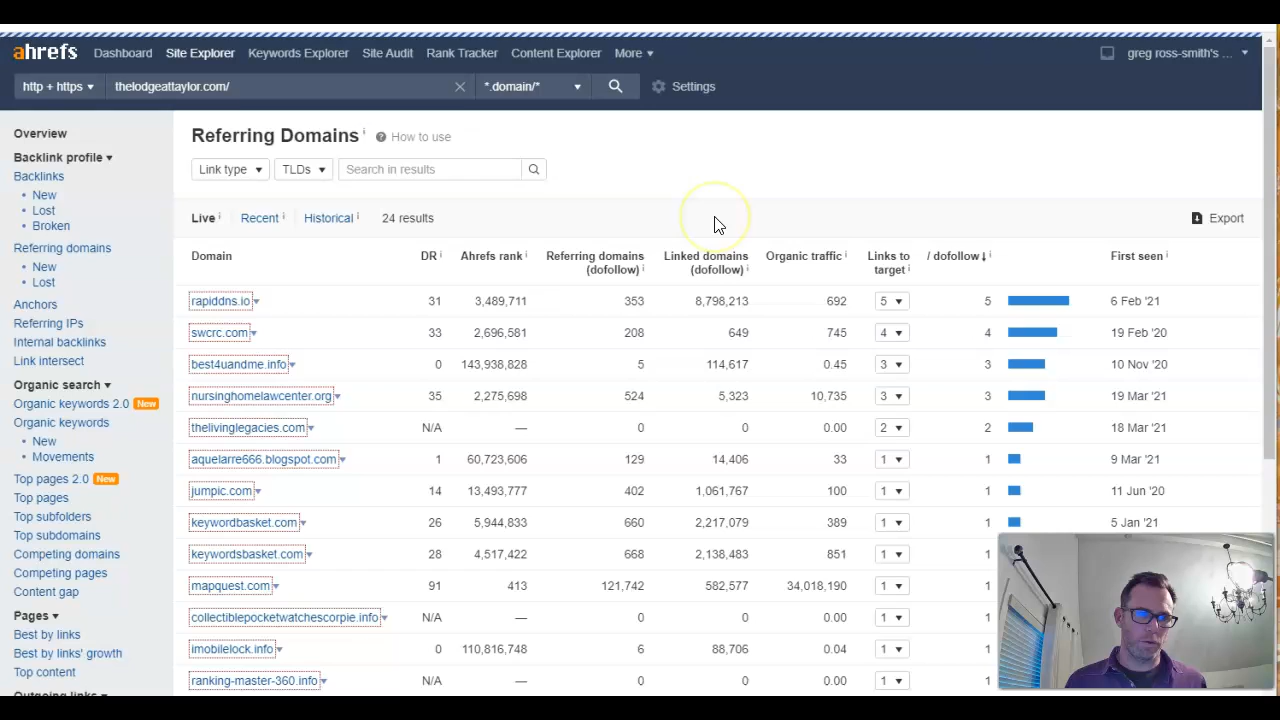 ahrefs Dashboard Site Explorer Keywords Explorer Site Audit Rank Tracker Content Explorer More greg ross-smith's ...
http + https thelodgeattaylor.com/ *.domain/* Settings
Overview
Backlink profile
Backlinks
New
Lost
Broken
Referring domains
New
Lost
Anchors
Referring IPs
Internal backlinks
Link intersect
Organic search
Organic keywords 2.0 New
Organic keywords
New
Movements
Top pages 2.0 New
Top pages
Top subfolders
Top subdomains
Competing domains
Competing pages
Content gap
Pages
Best by links
Best by links' growth
Top content
Outgoing links
Referring Domains i ? How to use
Link type TLDs Search in results
Live i Recent i Historical i 24 results Export
Domain DR i Ahrefs rank i Referring domains (dofollow) i Linked domains (dofollow) i Organic traffic i Links to target i / dofollow↓ i First seen i
rapiddns.io 31 3,489,711 353 8,798,213 692 5 5 6 Feb '21
swcrc.com 33 2,696,581 208 649 745 4 4 19 Feb '20
best4uandme.info 0 143,938,828 5 114,617 0.45 3 3 10 Nov '20
nursinghomelawcenter.org 35 2,275,698 524 5,323 10,735 3 3 19 Mar '21
thelivinglegacies.com N/A — 0 0 0.00 2 2 18 Mar '21
aquelarre666.blogspot.com 1 60,723,606 129 14,406 33 1 1 9 Mar '21
jumpic.com 14 13,493,777 402 1,061,767 100 1 1 11 Jun '20
keywordbasket.com 26 5,944,833 660 2,217,079 389 1 1 5 Jan '21
keywordsbasket.com 28 4,517,422 668 2,138,483 851 1 1
mapquest.com 91 413 121,742 582,577 34,018,190 1 1
collectiblepocketwatchescorpie.info N/A — 0 0 0.00 1 1
imobilelock.info 0 110,816,748 6 88,706 0.04 1 1
ranking-master-360.info N/A — 0 0 0.00 1 1